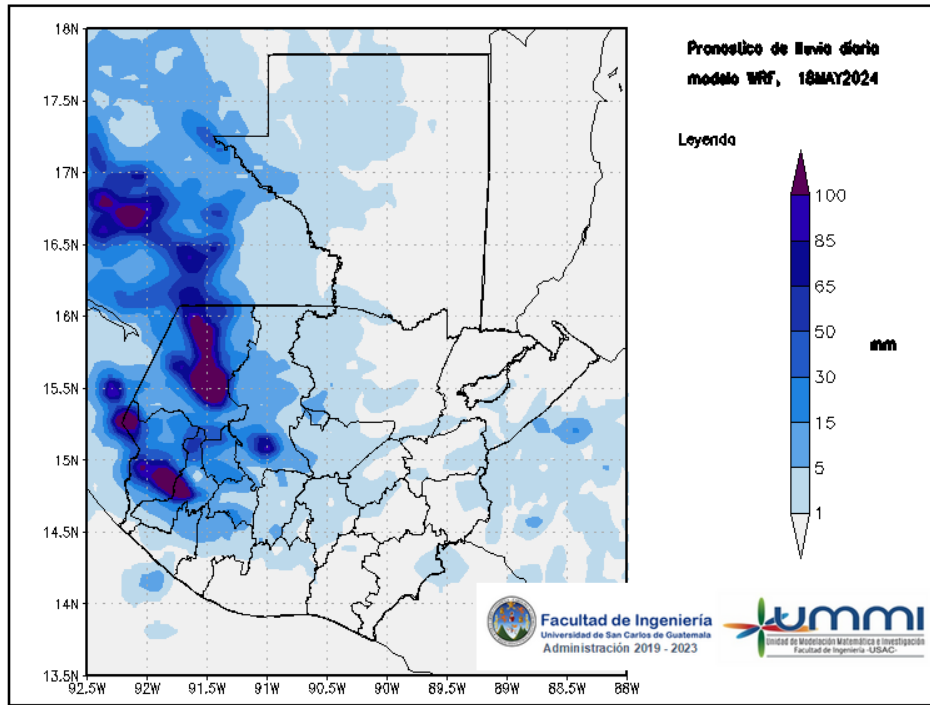 Pronostico de lluvia diaria
modelo WRF, 18MAY2024
Leyenda
100
85
65
50
30
15
5
1
mm
18N
17.5N
17N
16.5N
16N
15.5N
15N
14.5N
14N
13.5N
92.5W
92W
91.5W
91W
90.5W
90W
89.5W
89W
88.5W
88W
Facultad de Ingeniería
Universidad de San Carlos de Guatemala
Administración 2019 - 2023
UMMI
Unidad de Modelación Matemática e Investigación
Facultad de Ingeniería -USAC-